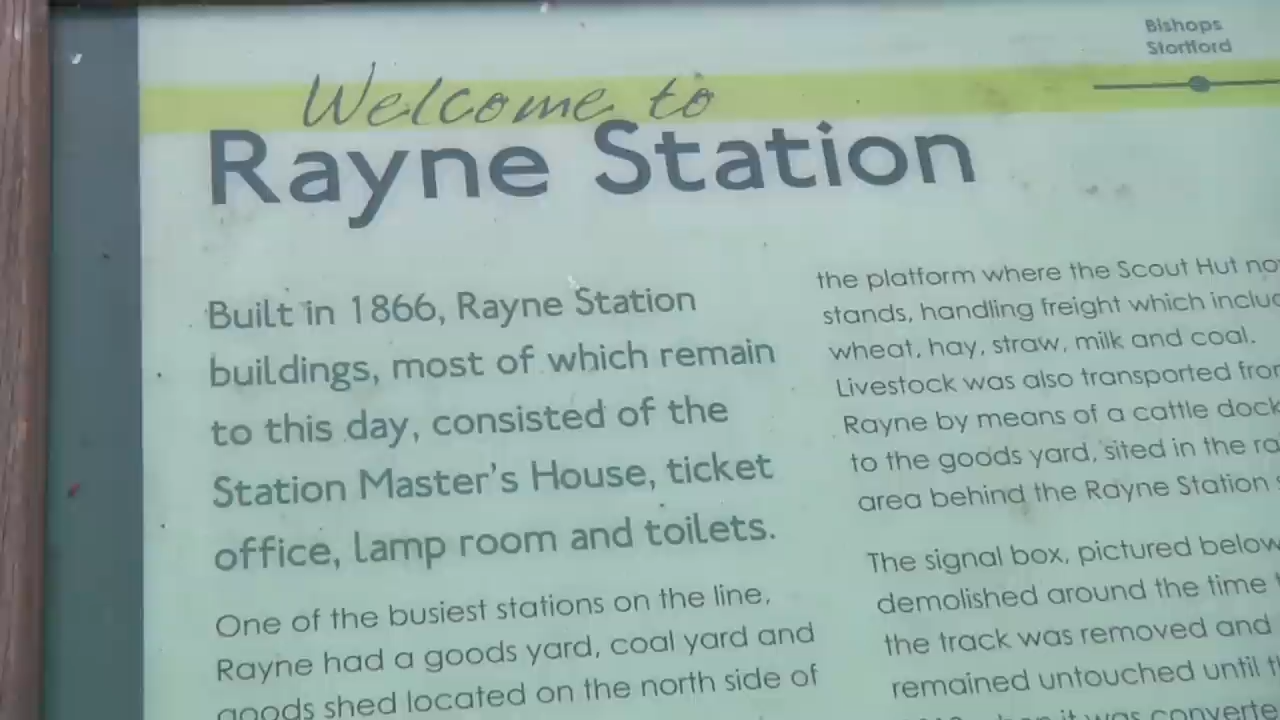 Bishops
Stortford
Welcome to
Rayne Station
Built in 1866, Rayne Station
buildings, most of which remain
to this day, consisted of the
Station Master's House, ticket
office, lamp room and toilets.
One of the busiest stations on the line,
Rayne had a goods yard, coal yard and
goods shed located on the north side of
the platform where the Scout Hut
stands, handling freight which
wheat, hay, straw, milk and coal.
Livestock was also transported
Rayne by means of a cattle
to the goods yard, sited in the
area behind the Rayne Station
The signal box, pictured below
demolished around the time
the track was removed and
remained untouched until
it was